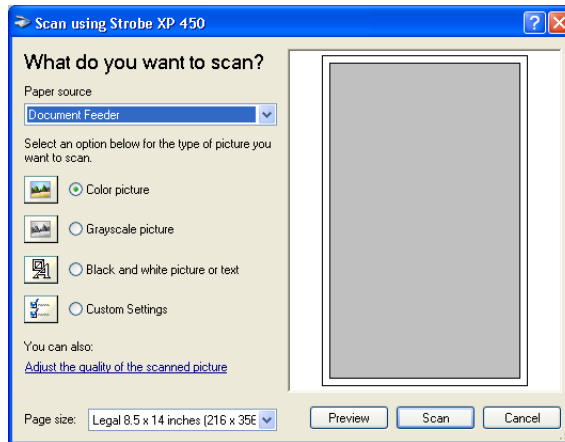 Scan using Strobe XP 450
What do you want to scan?
Paper source
Document Feeder
Select an option below for the type of picture you
want to scan.
Color picture
Grayscale picture
Black and white picture or text
Custom Settings
You can also:
Adjust the quality of the scanned picture
Page size: Legal 8.5 x 14 inches (216 x 356
Preview Scan Cancel